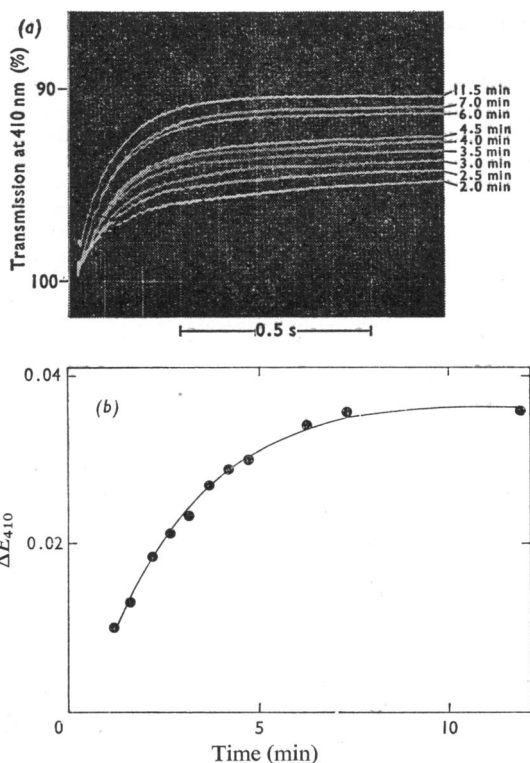 (a)
Transmission at 410 nm (%)
90
100
11.5 min
7.0 min
6.0 min
4.5 min
4.0 min
3.5 min
3.0 min
2.5 min
2.0 min
0.5 s
(b)
ΔE410
0.04
0.02
0
5
10
Time (min)